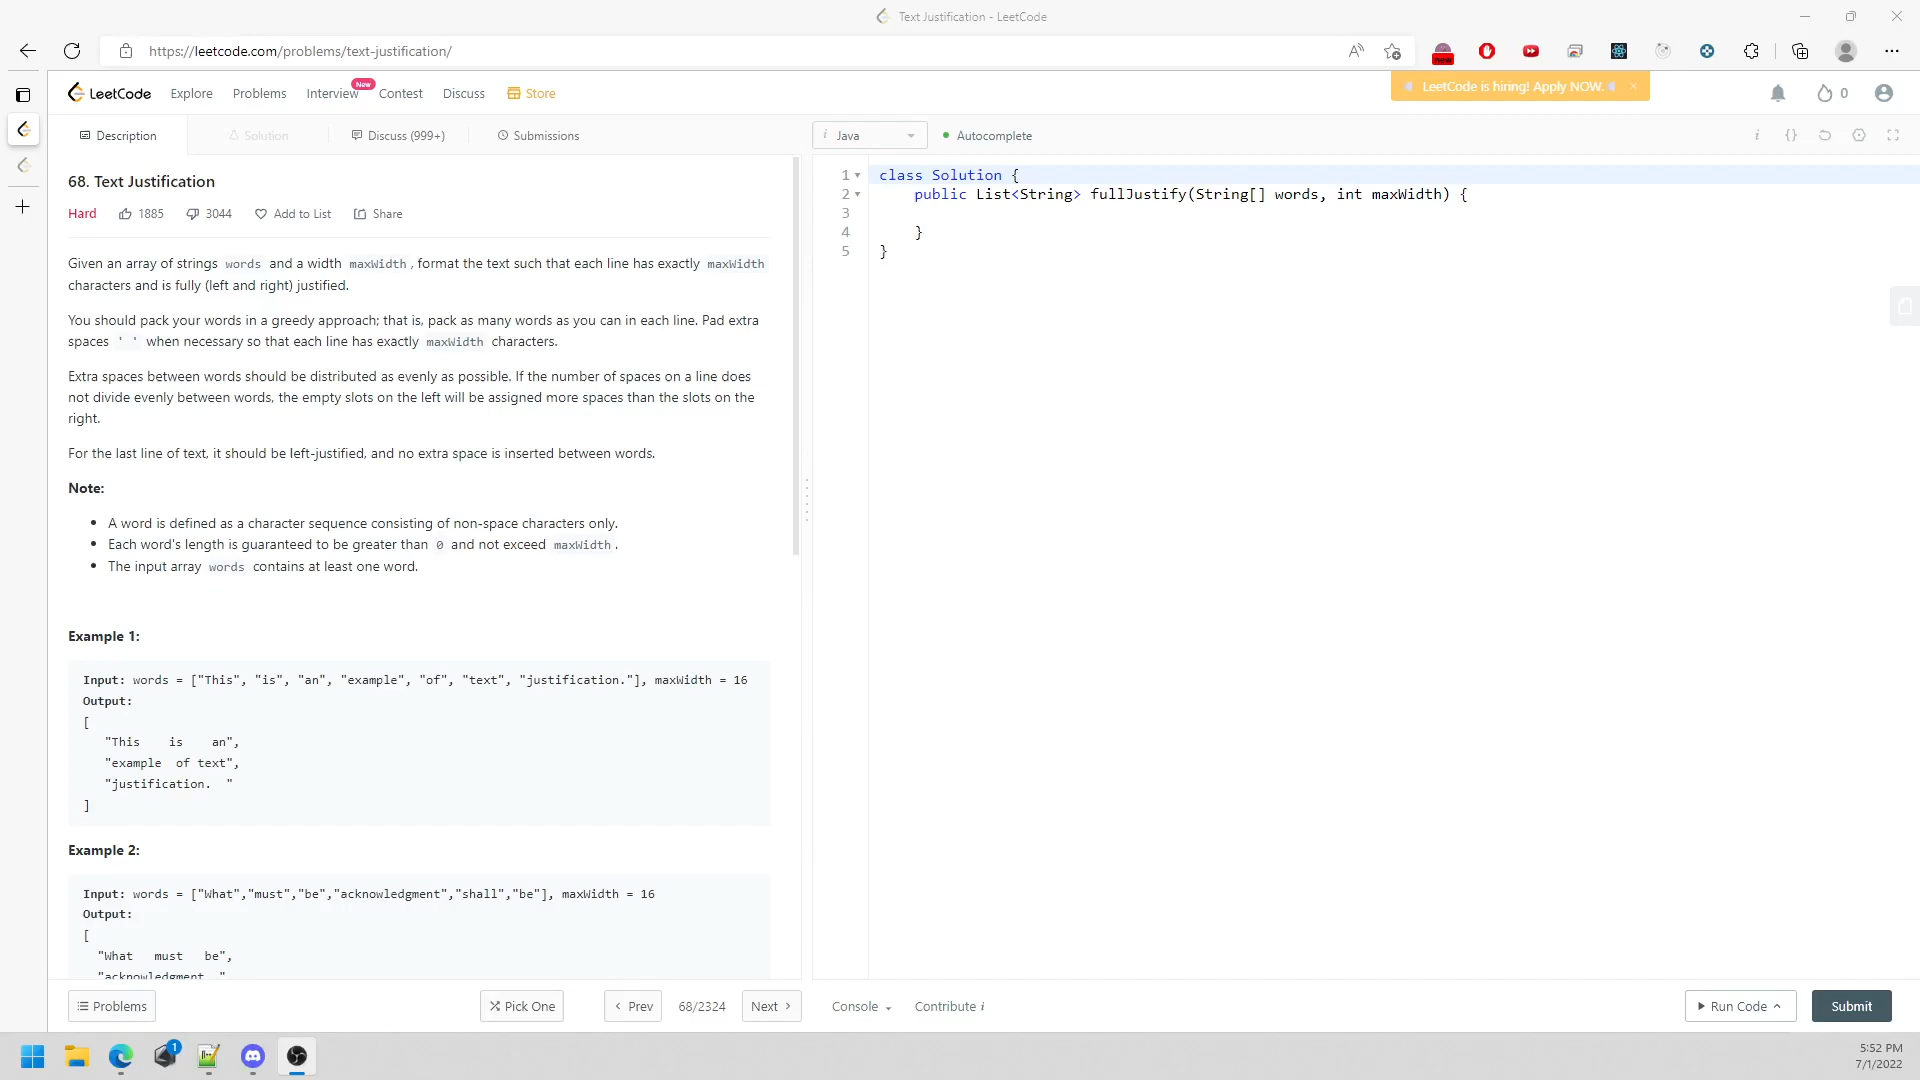 Text Justification - LeetCode
https://leetcode.com/problems/text-justification/
new
LeetCode
Explore
Problems
Interview
New
Contest
Discuss
Store
LeetCode is hiring! Apply NOW.
0
Description
Solution
Discuss (999+)
Submissions
i Java
Autocomplete
68. Text Justification
Hard
1885
3044
Add to List
Share
Given an array of strings words and a width maxWidth, format the text such that each line has exactly maxWidth
characters and is fully (left and right) justified.
You should pack your words in a greedy approach; that is, pack as many words as you can in each line. Pad extra
spaces ' ' when necessary so that each line has exactly maxWidth characters.
Extra spaces between words should be distributed as evenly as possible. If the number of spaces on a line does
not divide evenly between words, the empty slots on the left will be assigned more spaces than the slots on the
right.
For the last line of text, it should be left-justified, and no extra space is inserted between words.
Note:
• A word is defined as a character sequence consisting of non-space characters only.
• Each word's length is guaranteed to be greater than 0 and not exceed maxWidth.
• The input array words contains at least one word.
Example 1:
Input: words = ["This", "is", "an", "example", "of", "text", "justification."], maxWidth = 16
Output:
[
   "This    is    an",
   "example  of text",
   "justification.  "
]
Example 2:
Input: words = ["What","must","be","acknowledgment","shall","be"], maxWidth = 16
Output:
[
  "What   must   be",
  "acknowledgment  "
1 class Solution {
2     public List<String> fullJustify(String[] words, int maxWidth) {
3
4     }
5 }
Problems
Pick One
Prev
68/2324
Next
Console
Contribute i
Run Code
Submit
1
5:52 PM
7/1/2022